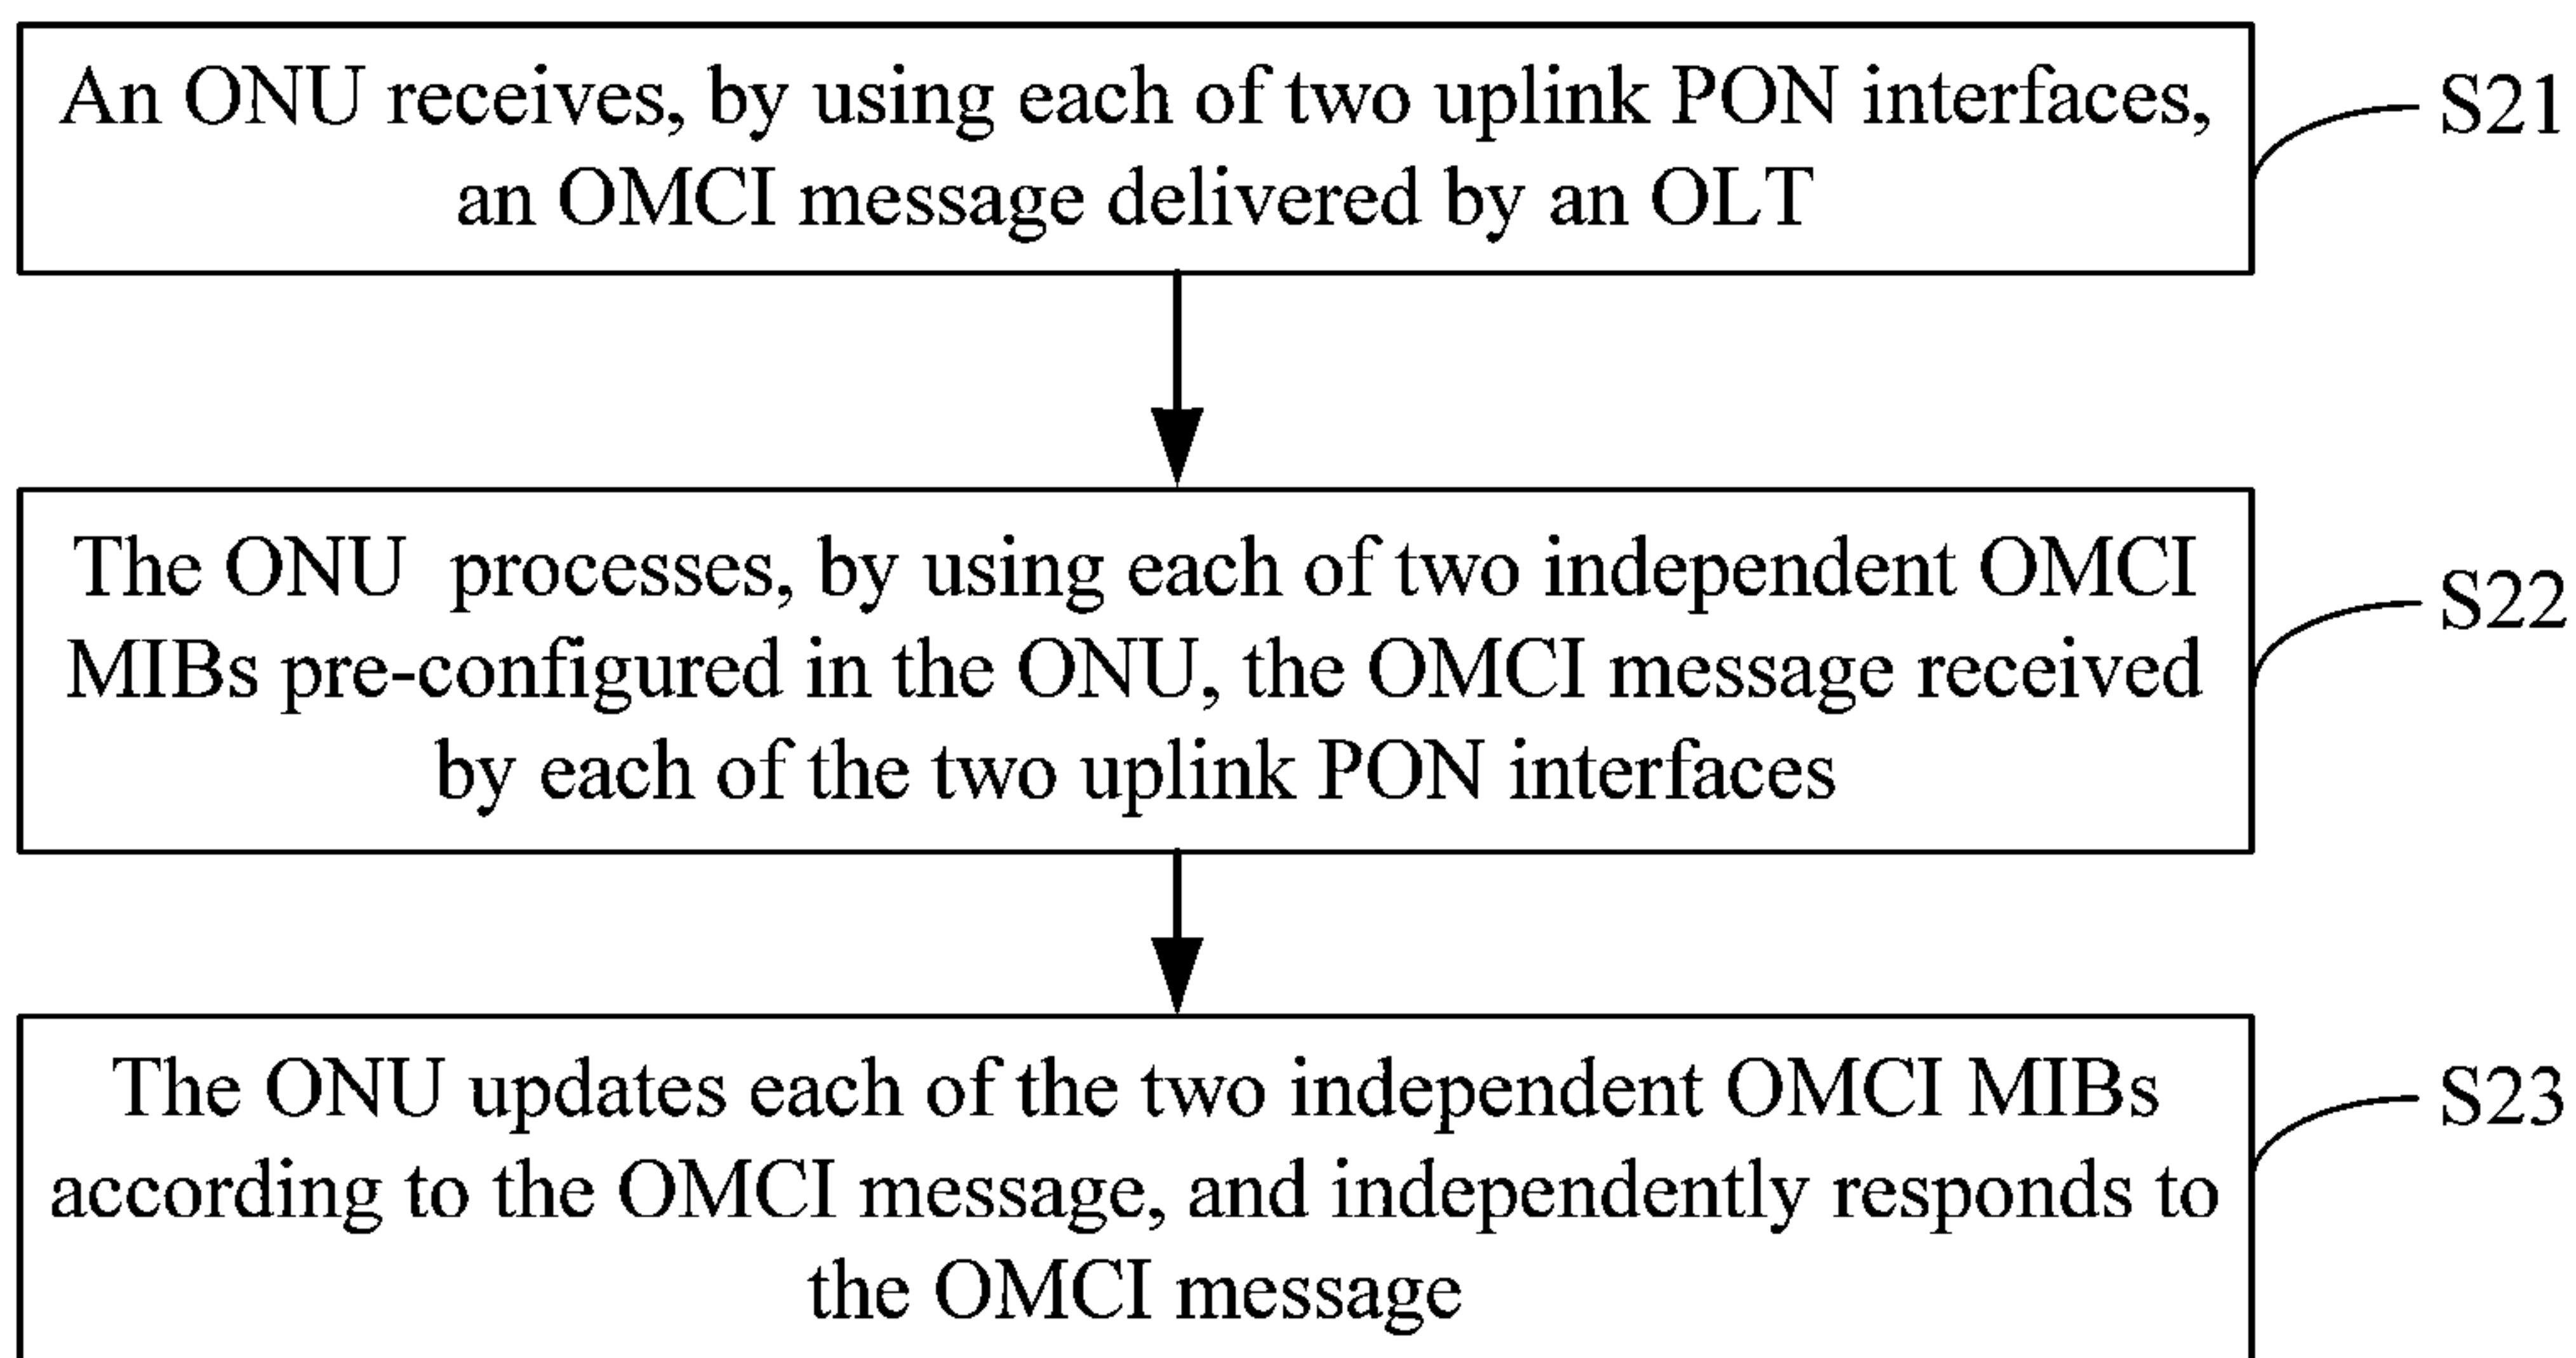 An ONU receives, by using each of two uplink PON interfaces,
an OMCI message delivered by an OLT
S21
The ONU processes, by using each of two independent OMCI
MIBs pre-configured in the ONU, the OMCI message received
by each of the two uplink PON interfaces
S22
The ONU updates each of the two independent OMCI MIBs
according to the OMCI message, and independently responds to
the OMCI message
S23